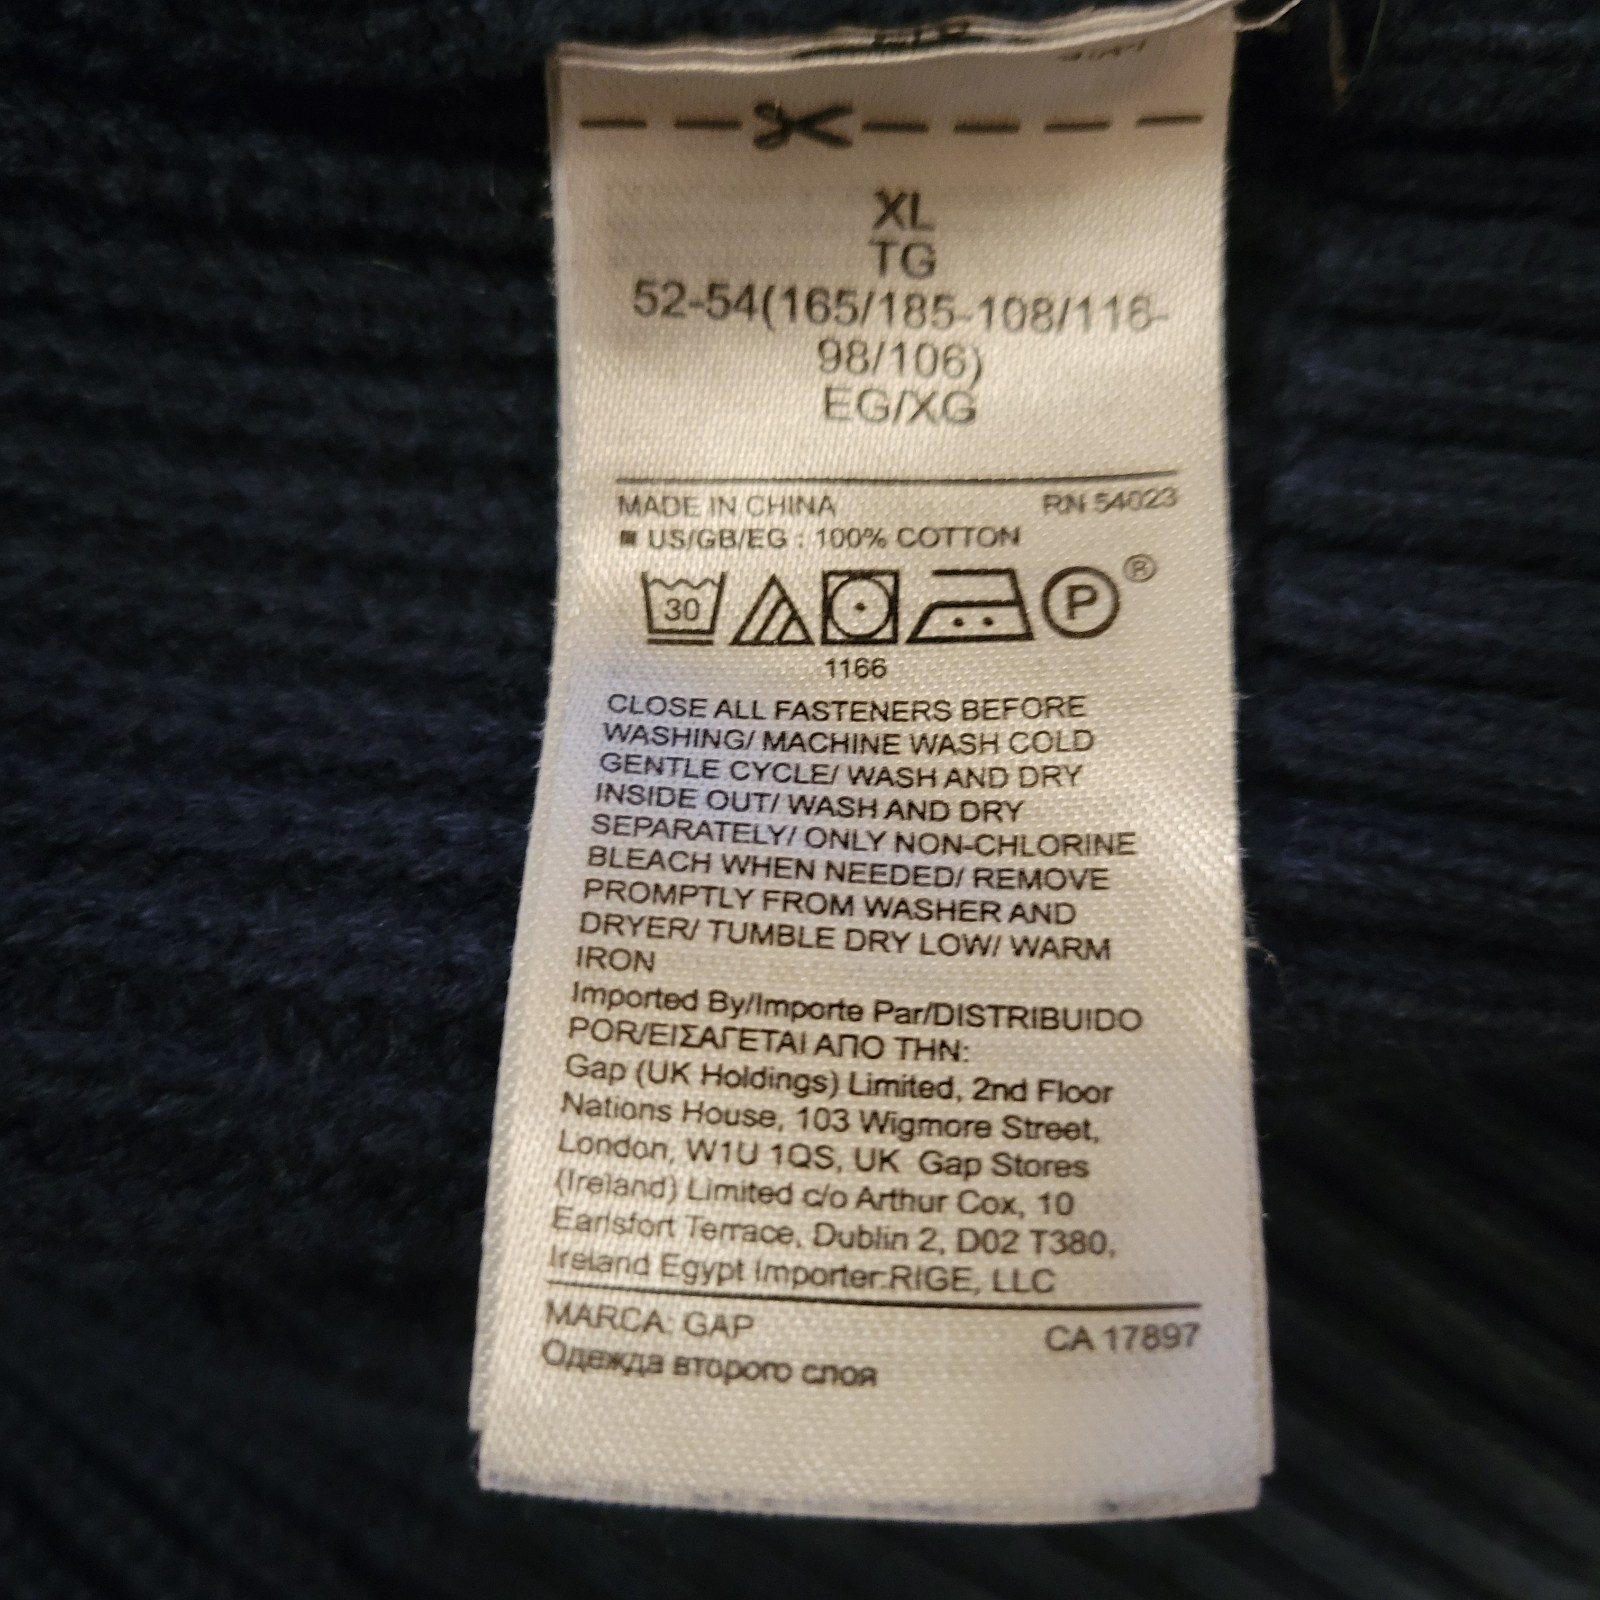 XL
TG
52-54(165/185-108/116-
98/106)
EG/XG
MADE IN CHINA RN 54023
US/GB/EG : 100% COTTON
30 P ®
1166
CLOSE ALL FASTENERS BEFORE
WASHING/ MACHINE WASH COLD
GENTLE CYCLE/ WASH AND DRY
INSIDE OUT/ WASH AND DRY
SEPARATELY/ ONLY NON-CHLORINE
BLEACH WHEN NEEDED/ REMOVE
PROMPTLY FROM WASHER AND
DRYER/ TUMBLE DRY LOW/ WARM
IRON
Imported By/Importe Par/DISTRIBUIDO
POR/ΕΙΣΑΓΕΤΑΙ ΑΠΟ ΤΗΝ:
Gap (UK Holdings) Limited, 2nd Floor
Nations House, 103 Wigmore Street,
London, W1U 1QS, UK Gap Stores
(Ireland) Limited c/o Arthur Cox, 10
Earlsfort Terrace, Dublin 2, D02 T380,
Ireland Egypt Importer:RIGE, LLC
MARCA: GAP CA 17897
Одежда второго слоя